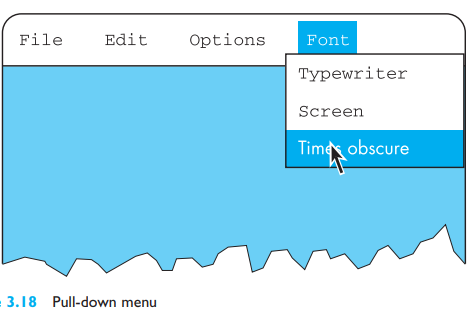 File Edit Options Font
Typewriter
Screen
Times obscure
3.18 Pull-down menu